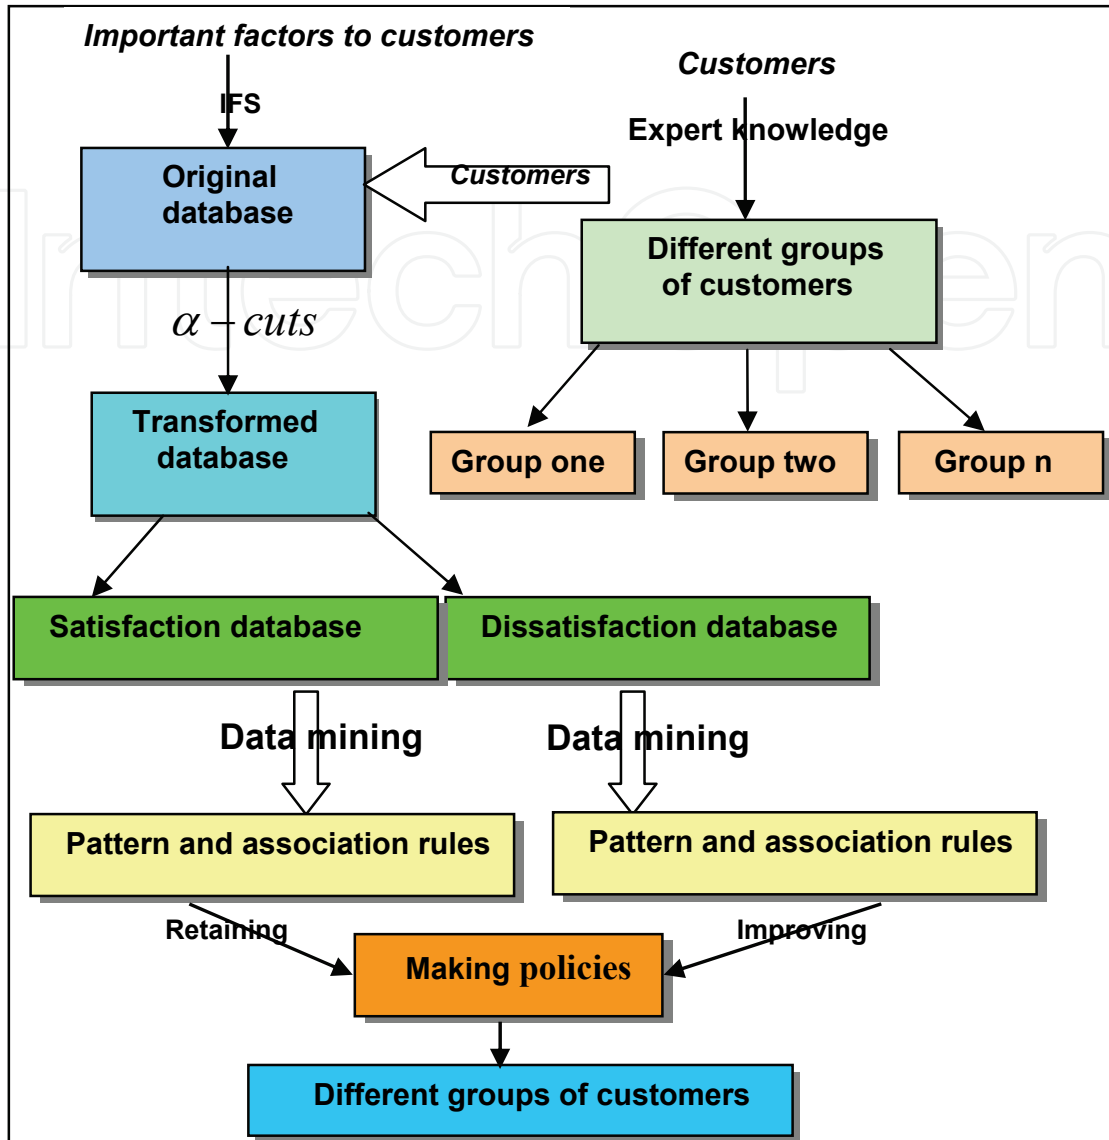 Important factors to customers
Customers
IFS
Expert knowledge
Original
database
Customers
Different groups
of customers
α – cuts
Transformed
database
Group one
Group two
Group n
Satisfaction database
Dissatisfaction database
Data mining
Data mining
Pattern and association rules
Pattern and association rules
Retaining
Improving
Making policies
Different groups of customers
IntechOpen